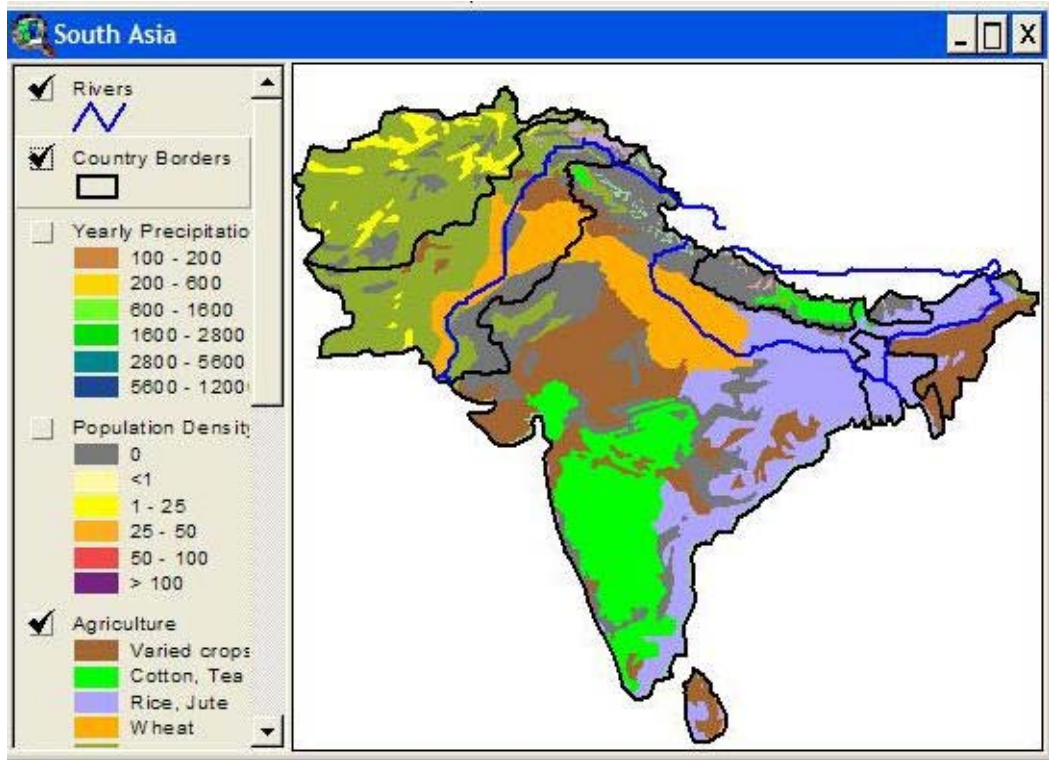 South Asia
Rivers
Country Borders
Yearly Precipitatio
100 - 200
200 - 600
600 - 1600
1600 - 2800
2800 - 5600
5600 - 1200
Population Densit
0
<1
1 - 25
25 - 50
50 - 100
> 100
Agriculture
Varied crops
Cotton, Tea
Rice, Jute
Wheat